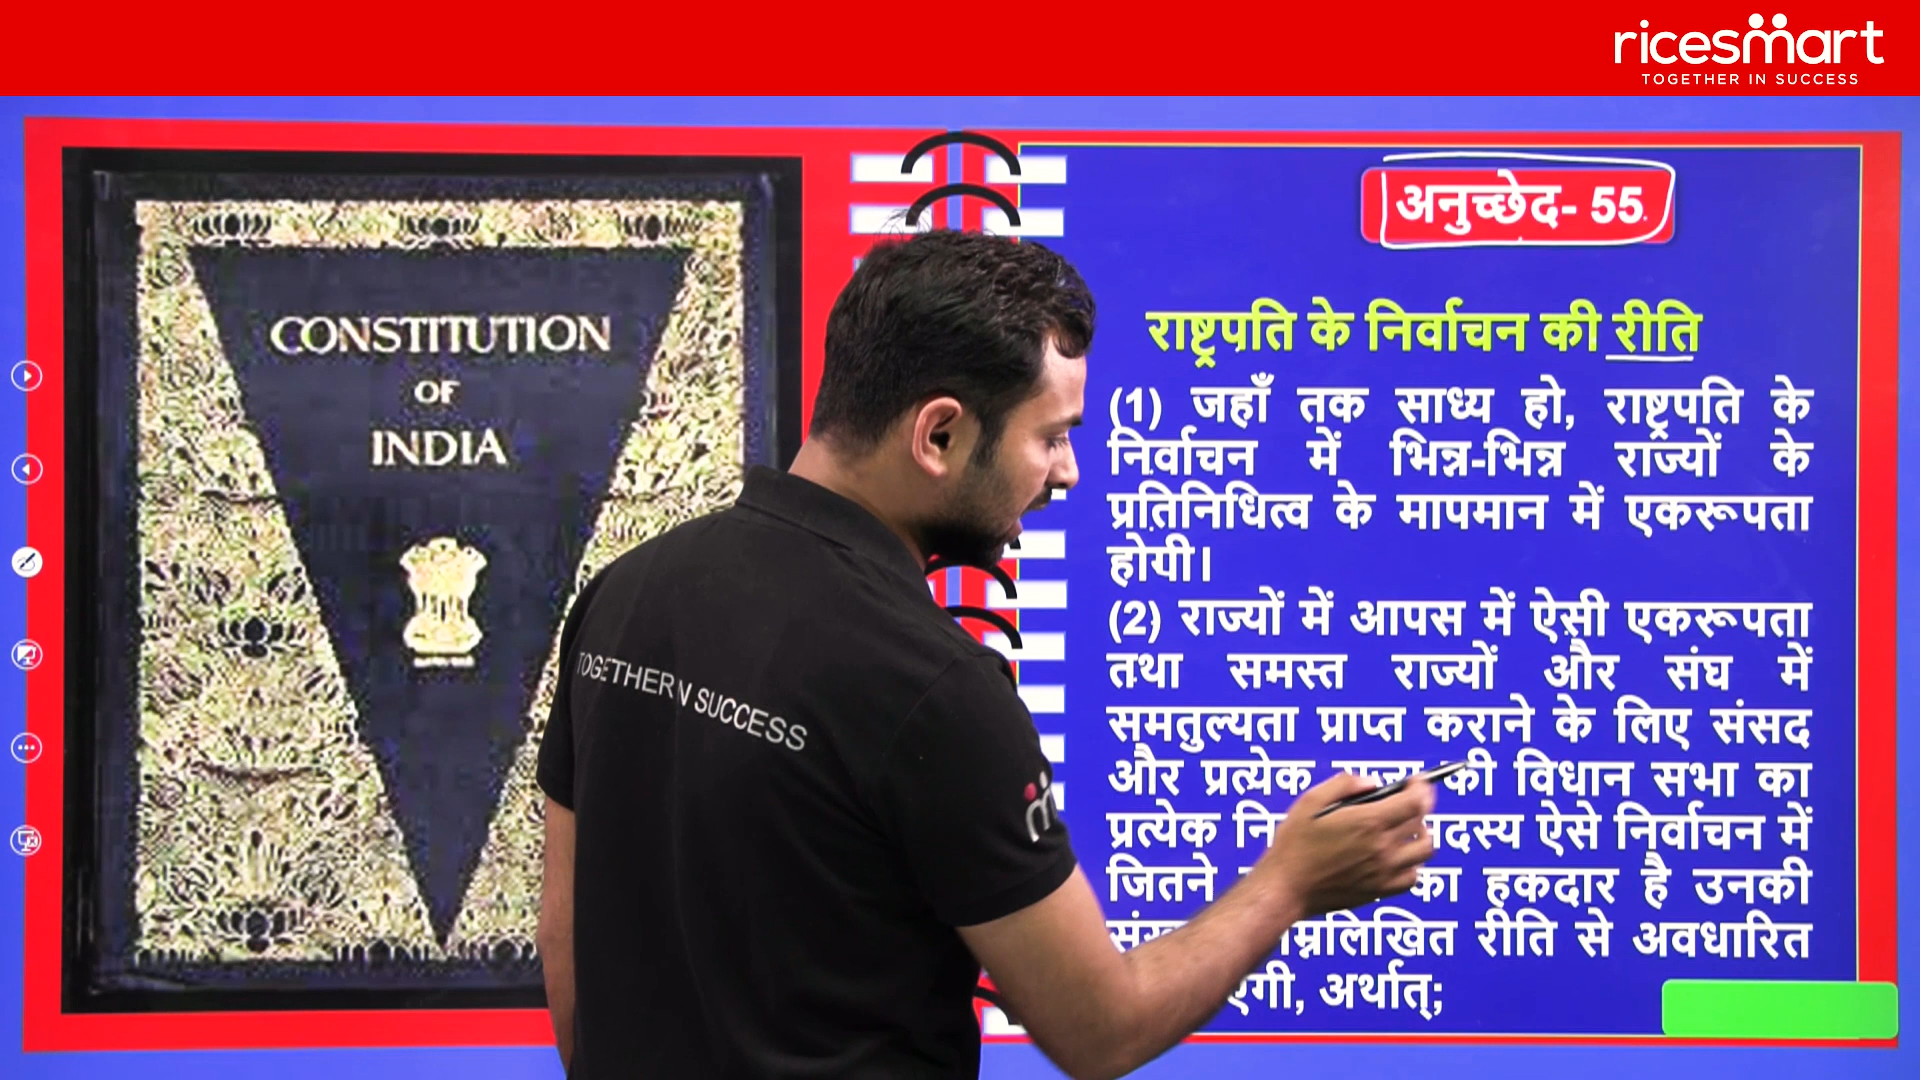 ricesmart
TOGETHER IN SUCCESS
CONSTITUTION
OF
INDIA
TOGETHER N SUCCESS
अनुच्छेद- 55
राष्ट्रपति के निर्वाचन की रीति
(1) जहाँ तक साध्य हो, राष्ट्रपति के
निर्वाचन में भिन्न-भिन्न राज्यों के
प्रतिनिधित्व के मापमान में एकरूपता
होगी।
(2) राज्यों में आपस में ऐसी एकरूपता
तथा समस्त राज्यों और संघ में
समतुल्यता प्राप्त कराने के लिए संसद
और प्रत्येक की विधान सभा का
प्रत्येक ऐसे निर्वाचन में
जितने का हकदार है उनकी
रीति से अवधारित
अर्थात्;